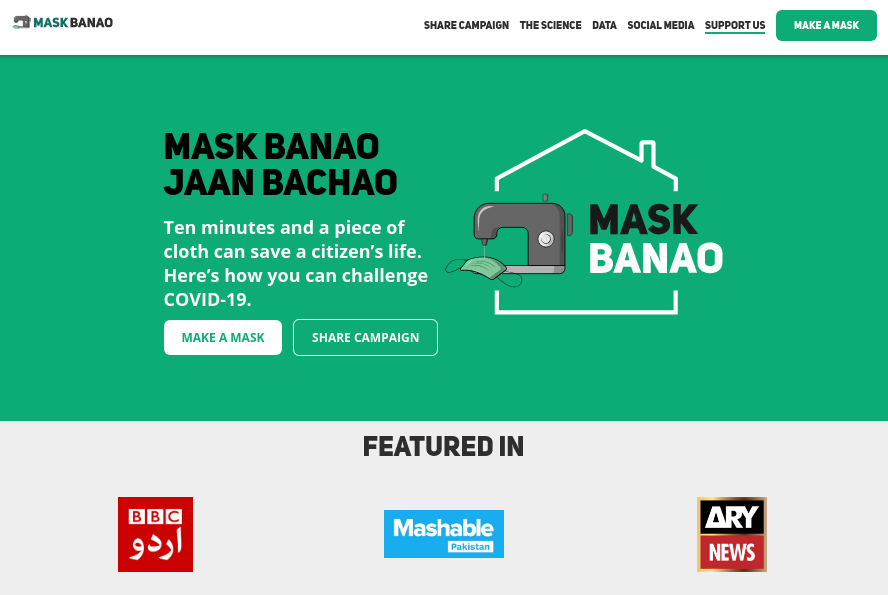 MASK BANAO
SHARE CAMPAIGN THE SCIENCE DATA SOCIAL MEDIA SUPPORT US MAKE A MASK
MASK BANAO
JAAN BACHAO
Ten minutes and a piece of
cloth can save a citizen’s life.
Here’s how you can challenge
COVID-19.
MAKE A MASK SHARE CAMPAIGN
MASK
BANAO
FEATURED IN
BBC
اردو
Mashable
Pakistan
ARY
NEWS